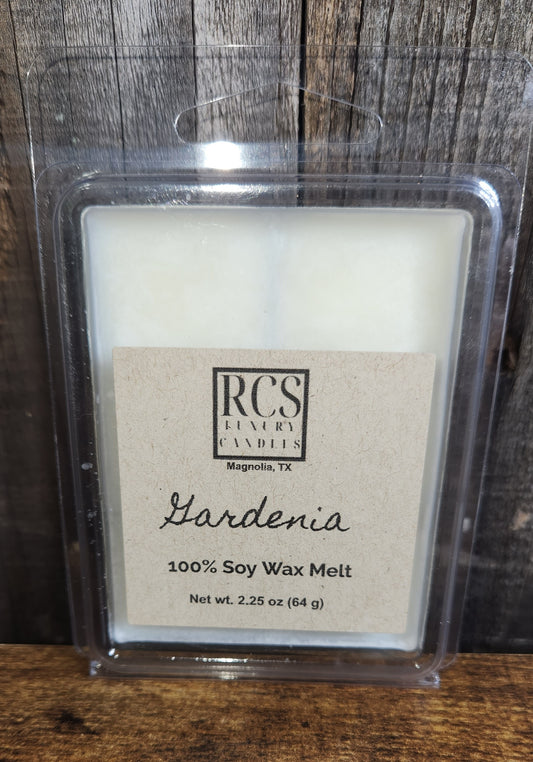 RCS
LUXURY
CANDLES
Magnolia, TX
Gardenia
100% Soy Wax Melt
Net wt. 2.25 oz (64 g)